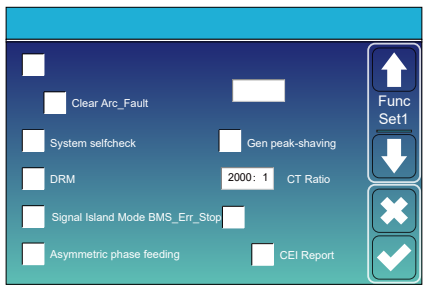 Clear Arc_Fault
Func
Set1
System selfcheck
Gen peak-shaving
DRM
2000: 1
CT Ratio
Signal Island Mode
BMS_Err_Stop
Asymmetric phase feeding
CEI Report